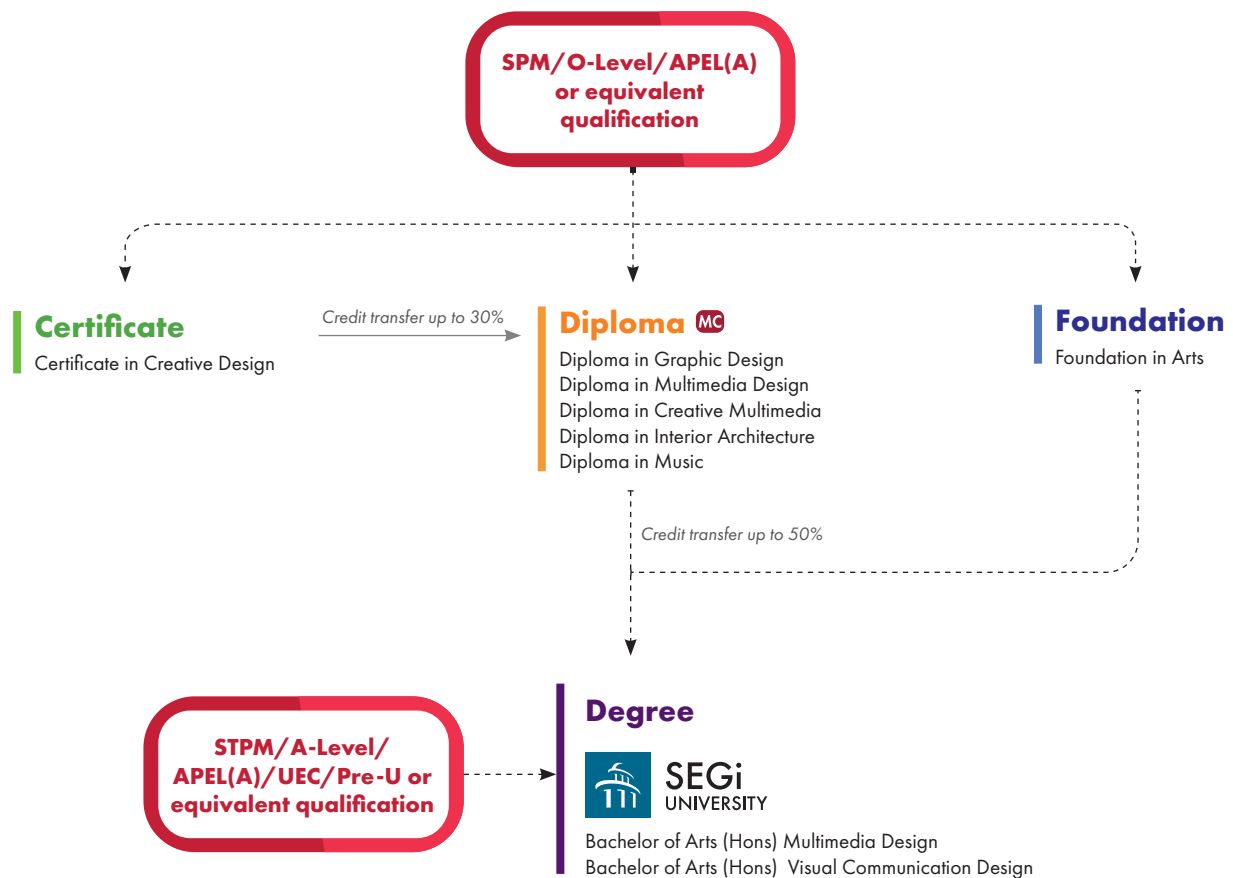 SPM/O-Level/APEL(A)
or equivalent
qualification
Certificate
Certificate in Creative Design
Credit transfer up to 30%
Diploma MC
Diploma in Graphic Design
Diploma in Multimedia Design
Diploma in Creative Multimedia
Diploma in Interior Architecture
Diploma in Music
Foundation
Foundation in Arts
Credit transfer up to 50%
STPM/A-Level/
APEL(A)/UEC/Pre-U or
equivalent qualification
Degree
SEGi
UNIVERSITY
Bachelor of Arts (Hons) Multimedia Design
Bachelor of Arts (Hons) Visual Communication Design